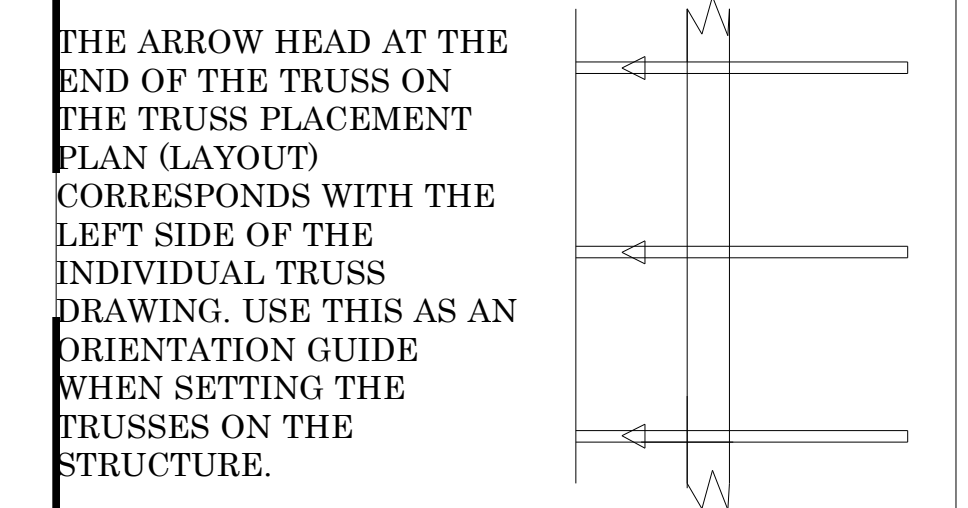 THE ARROW HEAD AT THE
END OF THE TRUSS ON
THE TRUSS PLACEMENT
PLAN (LAYOUT)
CORRESPONDS WITH THE
LEFT SIDE OF THE
INDIVIDUAL TRUSS
DRAWING. USE THIS AS AN
ORIENTATION GUIDE
WHEN SETTING THE
TRUSSES ON THE
STRUCTURE.